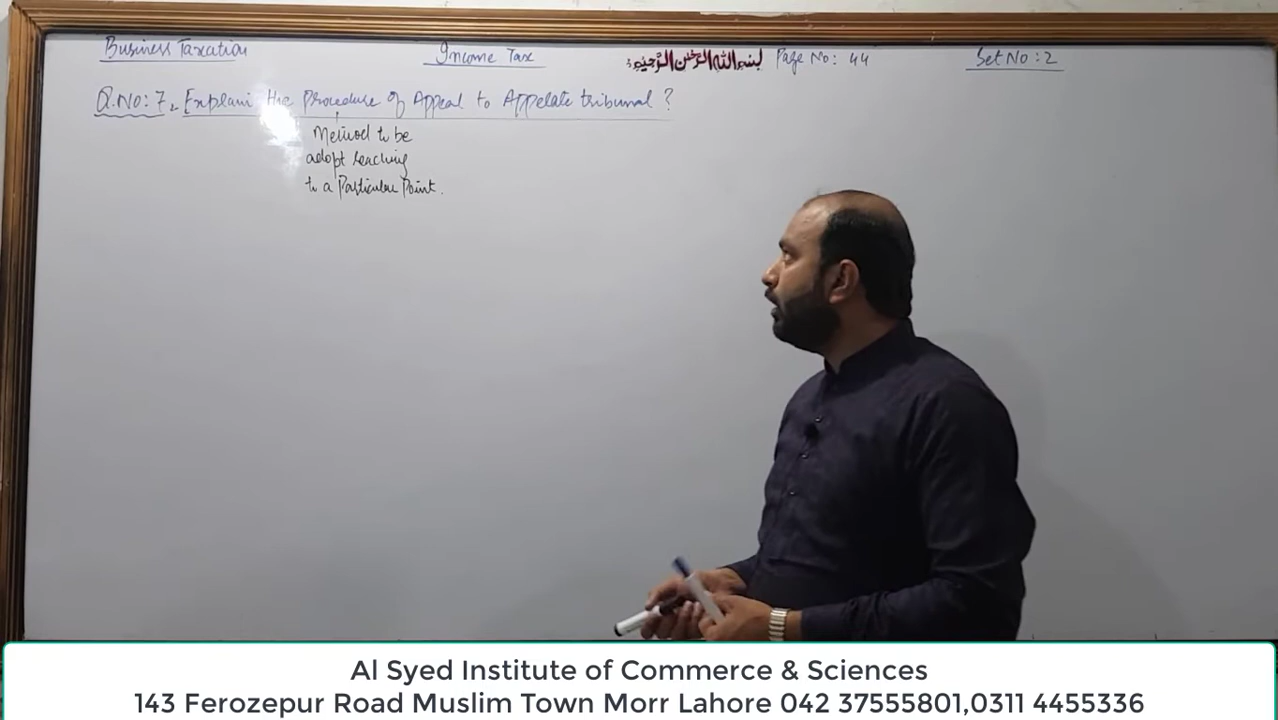 Business Taxation
Income Tax
بسم اللہ الرحمن الرحیم
Page No: 44
Set No: 2
Q.No: 7, Explain the Procedure of Appeal to Appelate tribunal?
Method to be
adopt reaching
to a Particular Point.
Al Syed Institute of Commerce & Sciences
143 Ferozepur Road Muslim Town Morr Lahore 042 37555801,0311 4455336